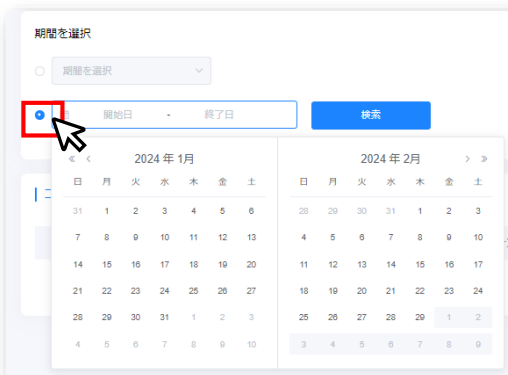 期間を選択
期間を選択
開始日 - 終了日 検索
« < 2024 年 1月 2024 年 2月 > »
日 月 火 水 木 金 土 日 月 火 水 木 金 土
31 1 2 3 4 5 6 28 29 30 31 1 2 3
7 8 9 10 11 12 13 4 5 6 7 8 9 10
14 15 16 17 18 19 20 11 12 13 14 15 16 17
21 22 23 24 25 26 27 18 19 20 21 22 23 24
28 29 30 31 1 2 3 25 26 27 28 29 1 2
4 5 6 7 8 9 10 3 4 5 6 7 8 9